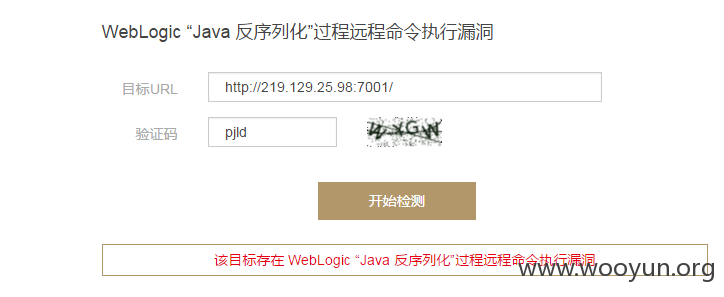 WebLogic “Java 反序列化”过程远程命令执行漏洞
目标URL http://219.129.25.98:7001/
验证码 pjld WXGW
开始检测
该目标存在 WebLogic “Java 反序列化”过程远程命令执行漏洞
www.wooyun.org